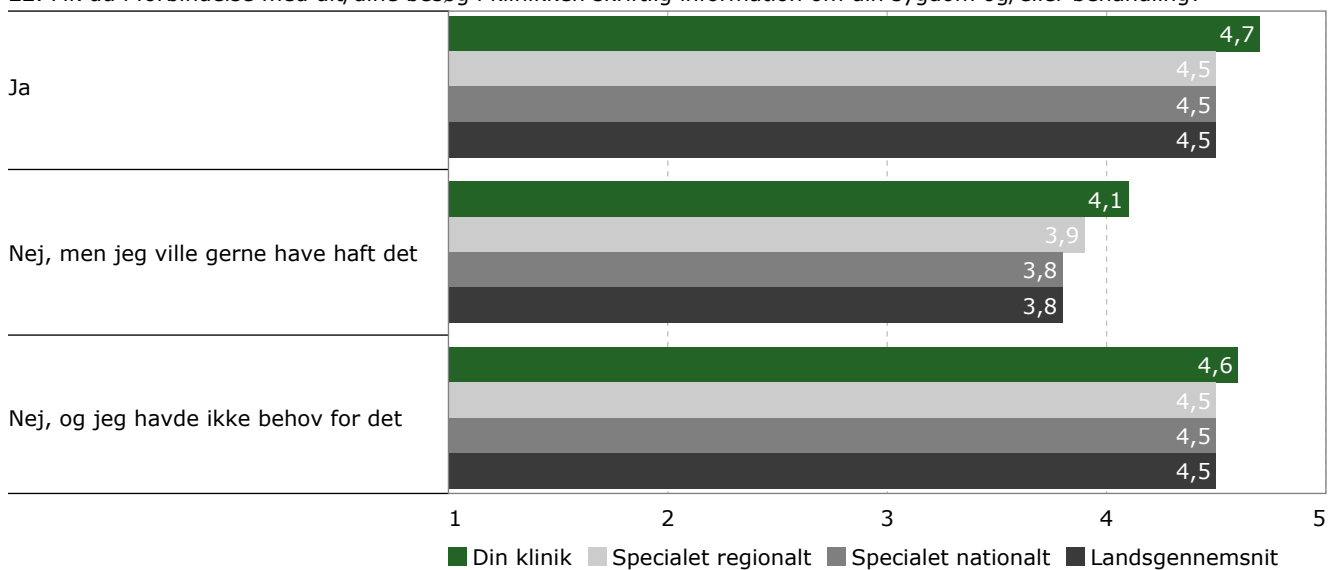 Ja
4,7
4,5
4,5
4,5
Nej, men jeg ville gerne have haft det
4,1
3,9
3,8
3,8
Nej, og jeg havde ikke behov for det
4,6
4,5
4,5
4,5
1 2 3 4 5
Din klinik Specialet regionalt Specialet nationalt Landsgennemsnit